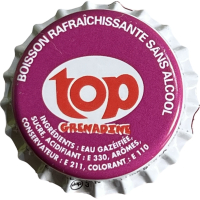 BOISSON RAFRAÎCHISSANTE SANS ALCOOL
top
GRENADINE
INGRÉDIENTS : EAU GAZÉIFIÉE,
SUCRE, ACIDIFIANT : E 330, ARÔMES,
CONSERVATEUR : E 211, COLORANT : E 110